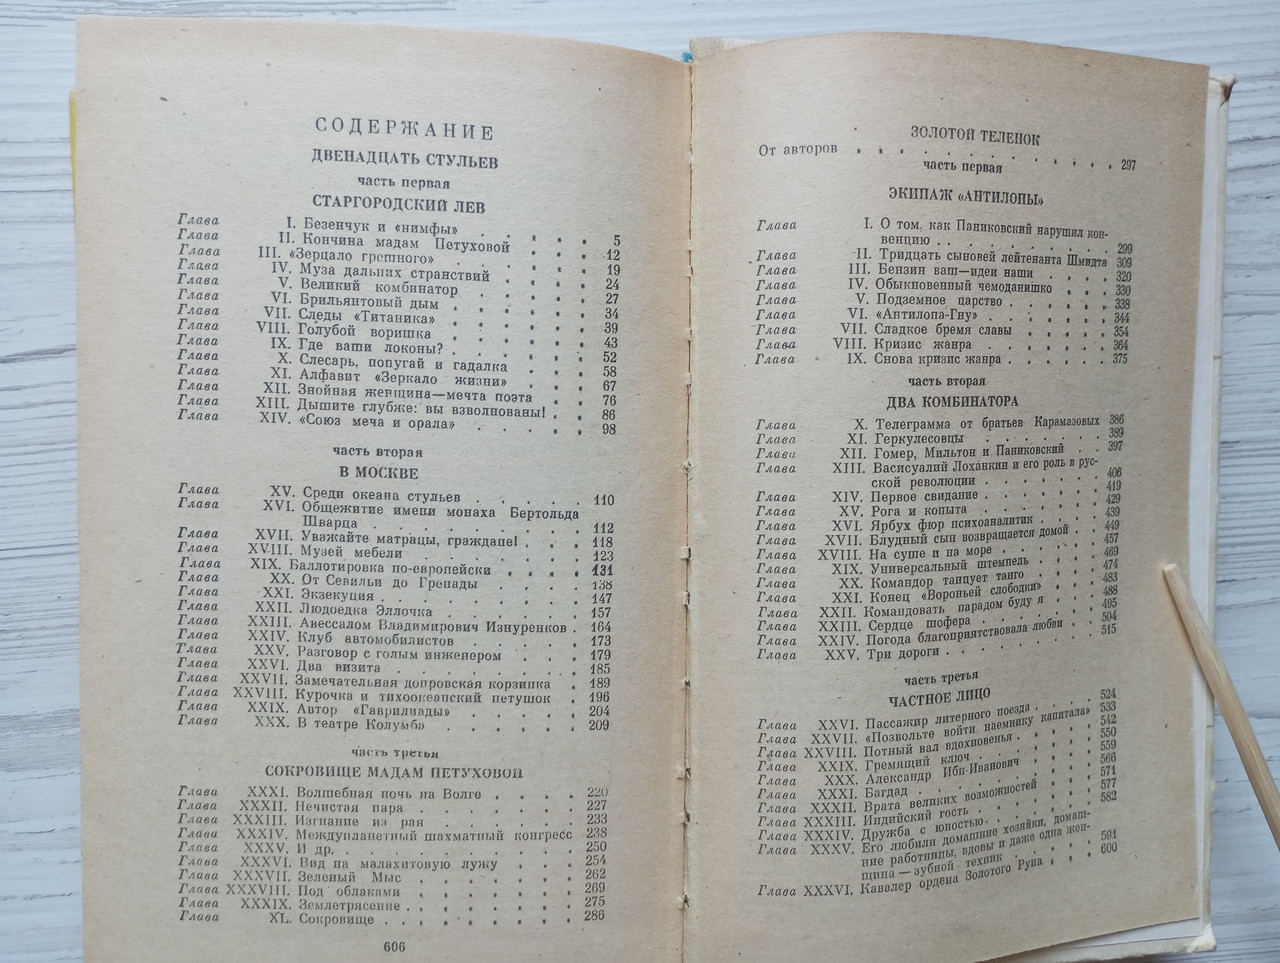 СОДЕРЖАНИЕ
ДВЕНАДЦАТЬ СТУЛЬЕВ
часть первая
СТАРГОРОДСКИЙ ЛЕВ
Глава I. Безенчук и «нимфы» . . . . 5
Глава II. Кончина мадам Петуховой . . . . 12
Глава III. «Зерцало грешного» . . . . 19
Глава IV. Муза дальних странствий . . . . 24
Глава V. Великий комбинатор . . . . 27
Глава VI. Брильянтовый дым . . . . 34
Глава VII. Следы «Титаника» . . . . 39
Глава VIII. Голубой воришка . . . . 43
Глава IX. Где ваши локоны? . . . . 52
Глава X. Слесарь, попугай и гадалка . . . 58
Глава XI. Алфавит «Зеркало жизни» . . . 67
Глава XII. Знойная женщина—мечта поэта . . 76
Глава XIII. Дышите глубже: вы взволнованы! . . 86
Глава XIV. «Союз меча и орала» . . . . 98
часть вторая
В МОСКВЕ
Глава XV. Среди океана стульев . . . . 110
Глава XVI. Общежитие имени монаха Бертольда
Шварца . . . . 112
Глава XVII. Уважайте матрацы, граждане! . . . 118
Глава XVIII. Музей мебели . . . . 123
Глава XIX. Баллотировка по-европейски . . . . 131
Глава XX. От Севильи до Гренады . . . . 138
Глава XXI. Экзекуция . . . . 147
Глава XXII. Людоедка Эллочка . . . . 157
Глава XXIII. Авессалом Владимирович Изнуренков . 164
Глава XXIV. Клуб автомобилистов . . . . 173
Глава XXV. Разговор с голым инженером . . . 179
Глава XXVI. Два визита . . . . 185
Глава XXVII. Замечательная допровская корзинка . 189
Глава XXVIII. Курочка и тихоокеанский петушок . 196
Глава XXIX. Автор «Гаврилиады» . . . . 204
Глава XXX. В театре Колумба . . . . 209
часть третья
СОКРОВИЩЕ МАДАМ ПЕТУХОВОЙ
Глава XXXI. Волшебная ночь на Волге . . . . 220
Глава XXXII. Нечистая пара . . . . 227
Глава XXXIII. Изгнание из рая . . . . 233
Глава XXXIV. Междупланетный шахматный конгресс 238
Глава XXXV. И др. . . . . 250
Глава XXXVI. Вид на малахитовую лужу . . . 254
Глава XXXVII. Зеленый Мыс . . . . 262
Глава XXXVIII. Под облаками . . . . 269
Глава XXXIX. Землетрясение . . . . 275
Глава XL. Сокровище . . . . 286
606
ЗОЛОТОЙ ТЕЛЕНОК
От авторов . . . . 297
часть первая
ЭКИПАЖ «АНТИЛОПЫ»
Глава I. О том, как Паниковский нарушил кон-
венцию . . . . 299
Глава II. Тридцать сыновей лейтенанта Шмидта 309
Глава III. Бензин ваш—идеи наши . . . . 320
Глава IV. Обыкновенный чемоданишко . . . 330
Глава V. Подземное царство . . . . 338
Глава VI. «Антилопа-Гну» . . . . 344
Глава VII. Сладкое бремя славы . . . . 354
Глава VIII. Кризис жанра . . . . 364
Глава IX. Снова кризис жанра . . . . 375
часть вторая
ДВА КОМБИНАТОРА
Глава X. Телеграмма от братьев Карамазовых 386
Глава XI. Геркулесовцы . . . . 389
Глава XII. Гомер, Мильтон и Паниковский . . 397
Глава XIII. Васисуалий Лоханкин и его роль в рус-
ской революции . . . . 406
Глава XIV. Первое свидание . . . . 419
Глава XV. Рога и копыта . . . . 429
Глава XVI. Ярбух фюр психоаналитик . . . 439
Глава XVII. Блудный сын возвращается домой . . 449
Глава XVIII. На суше и на море . . . . 457
Глава XIX. Универсальный штемпель . . . . 469
Глава XX. Командор танцует танго . . . . 474
Глава XXI. Конец «Вороньей слободки» . . . 483
Глава XXII. Командовать парадом буду я . . . 488
Глава XXIII. Сердце шофера . . . . 495
Глава XXIV. Погода благоприятствовала любви . . 504
Глава XXV. Три дороги . . . . 515
часть третья
ЧАСТНОЕ ЛИЦО
Глава XXVI. Пассажир литерного поезда . . . 524
Глава XXVII. «Позвольте войти наемнику капитала» 533
Глава XXVIII. Потный вал вдохновенья . . . 542
Глава XXIX. Гремящий ключ . . . . 550
Глава XXX. Александр Ибн-Иванович . . . . 559
Глава XXXI. Багдад . . . . 566
Глава XXXII. Врата великих возможностей . . . 571
Глава XXXIII. Индийский гость . . . . 577
Глава XXXIV. Дружба с юностью . . . . 582
Глава XXXV. Его любили домашние хозяйки, домаш-
ние работницы, вдовы и даже одна жен-
щина — зубной техник . . . . 591
Глава XXXVI. Кавалер ордена Золотого Руна . . . 600